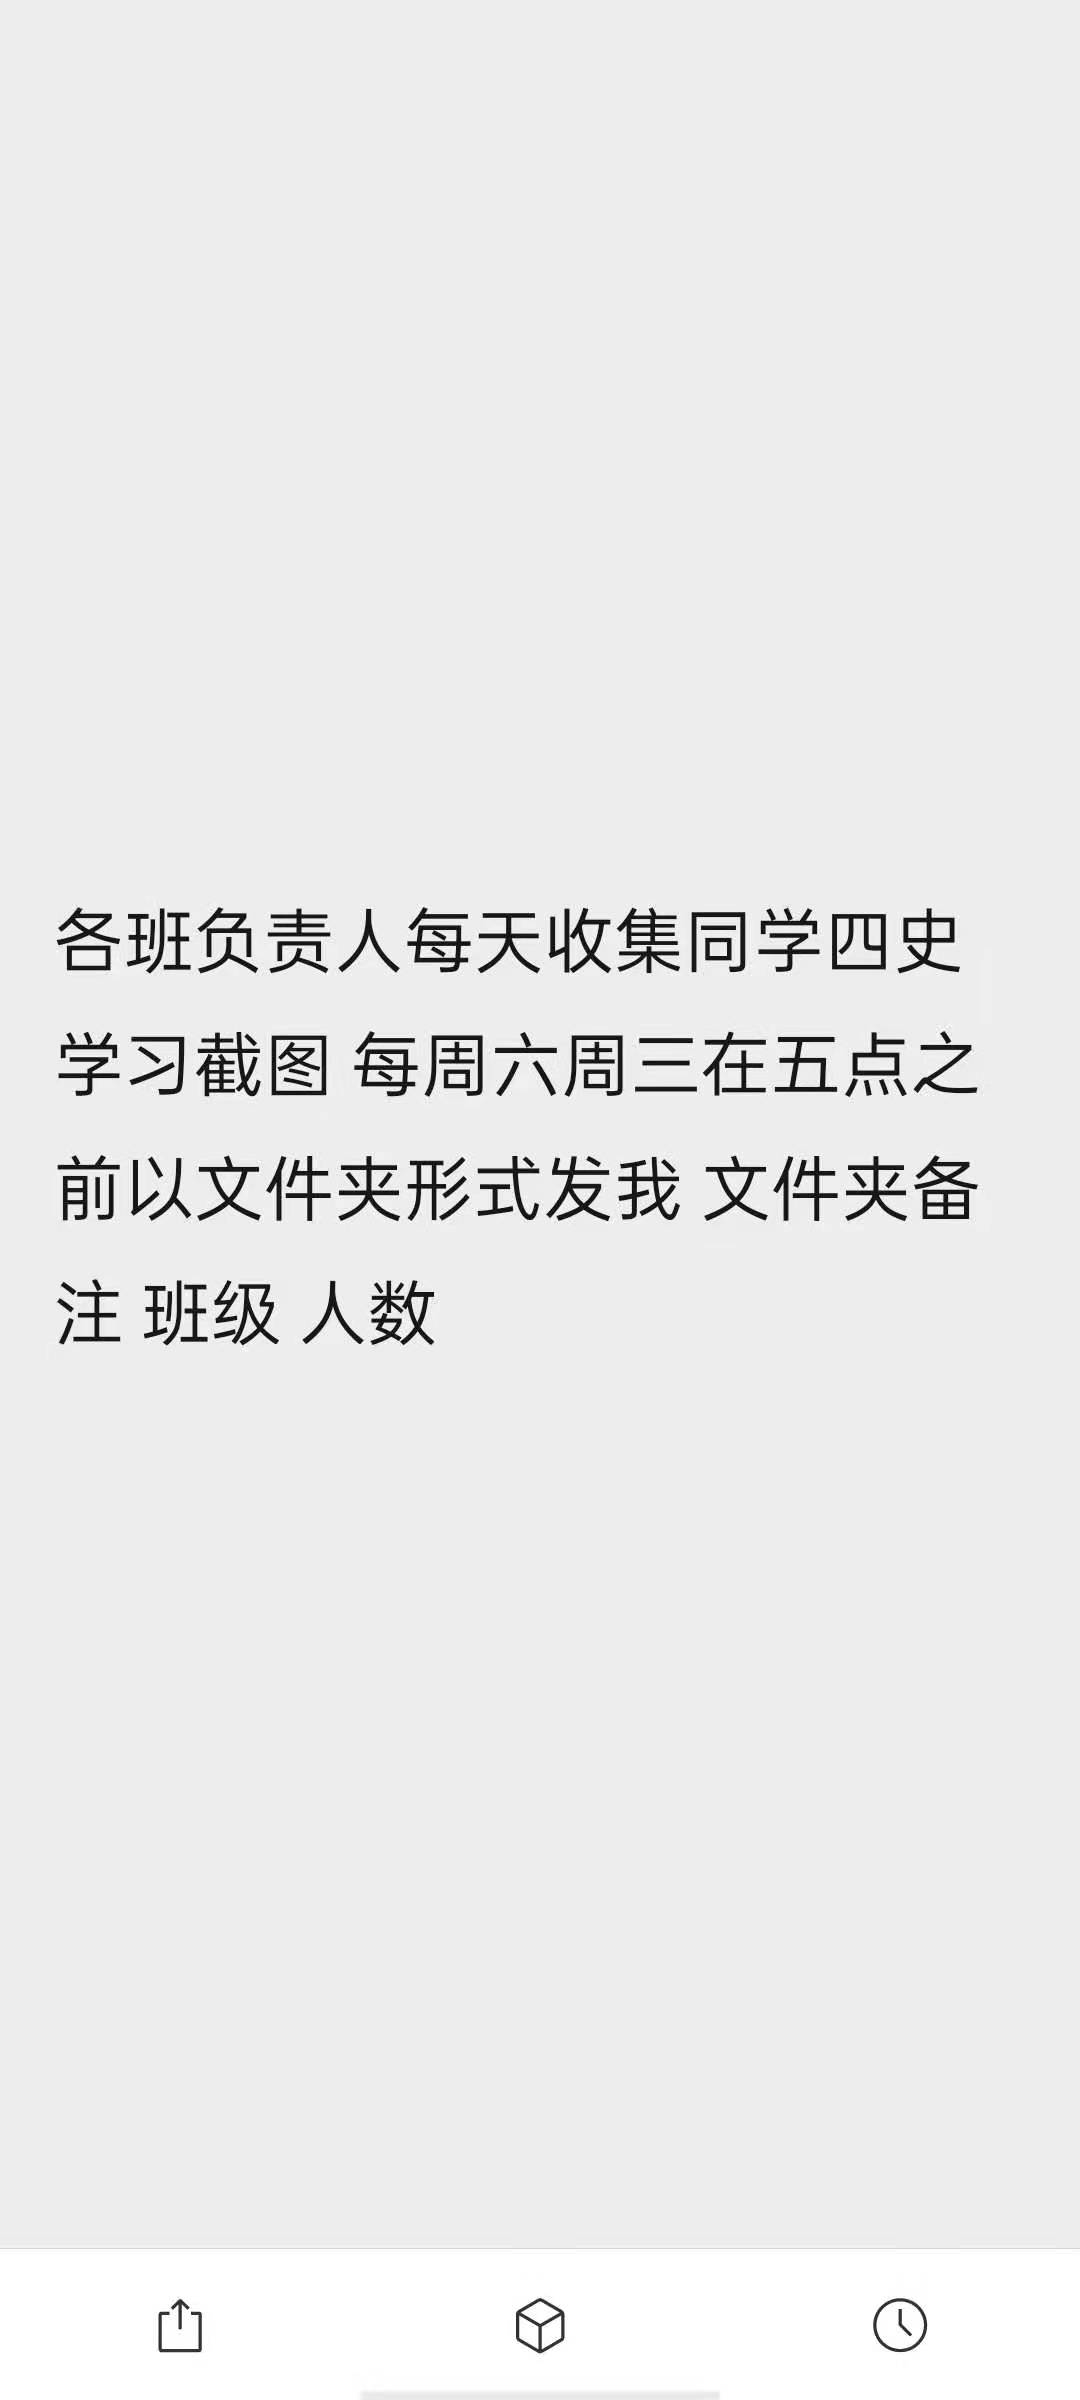 各班负责人每天收集同学四史
学习截图 每周六周三在五点之
前以文件夹形式发我 文件夹备
注 班级 人数